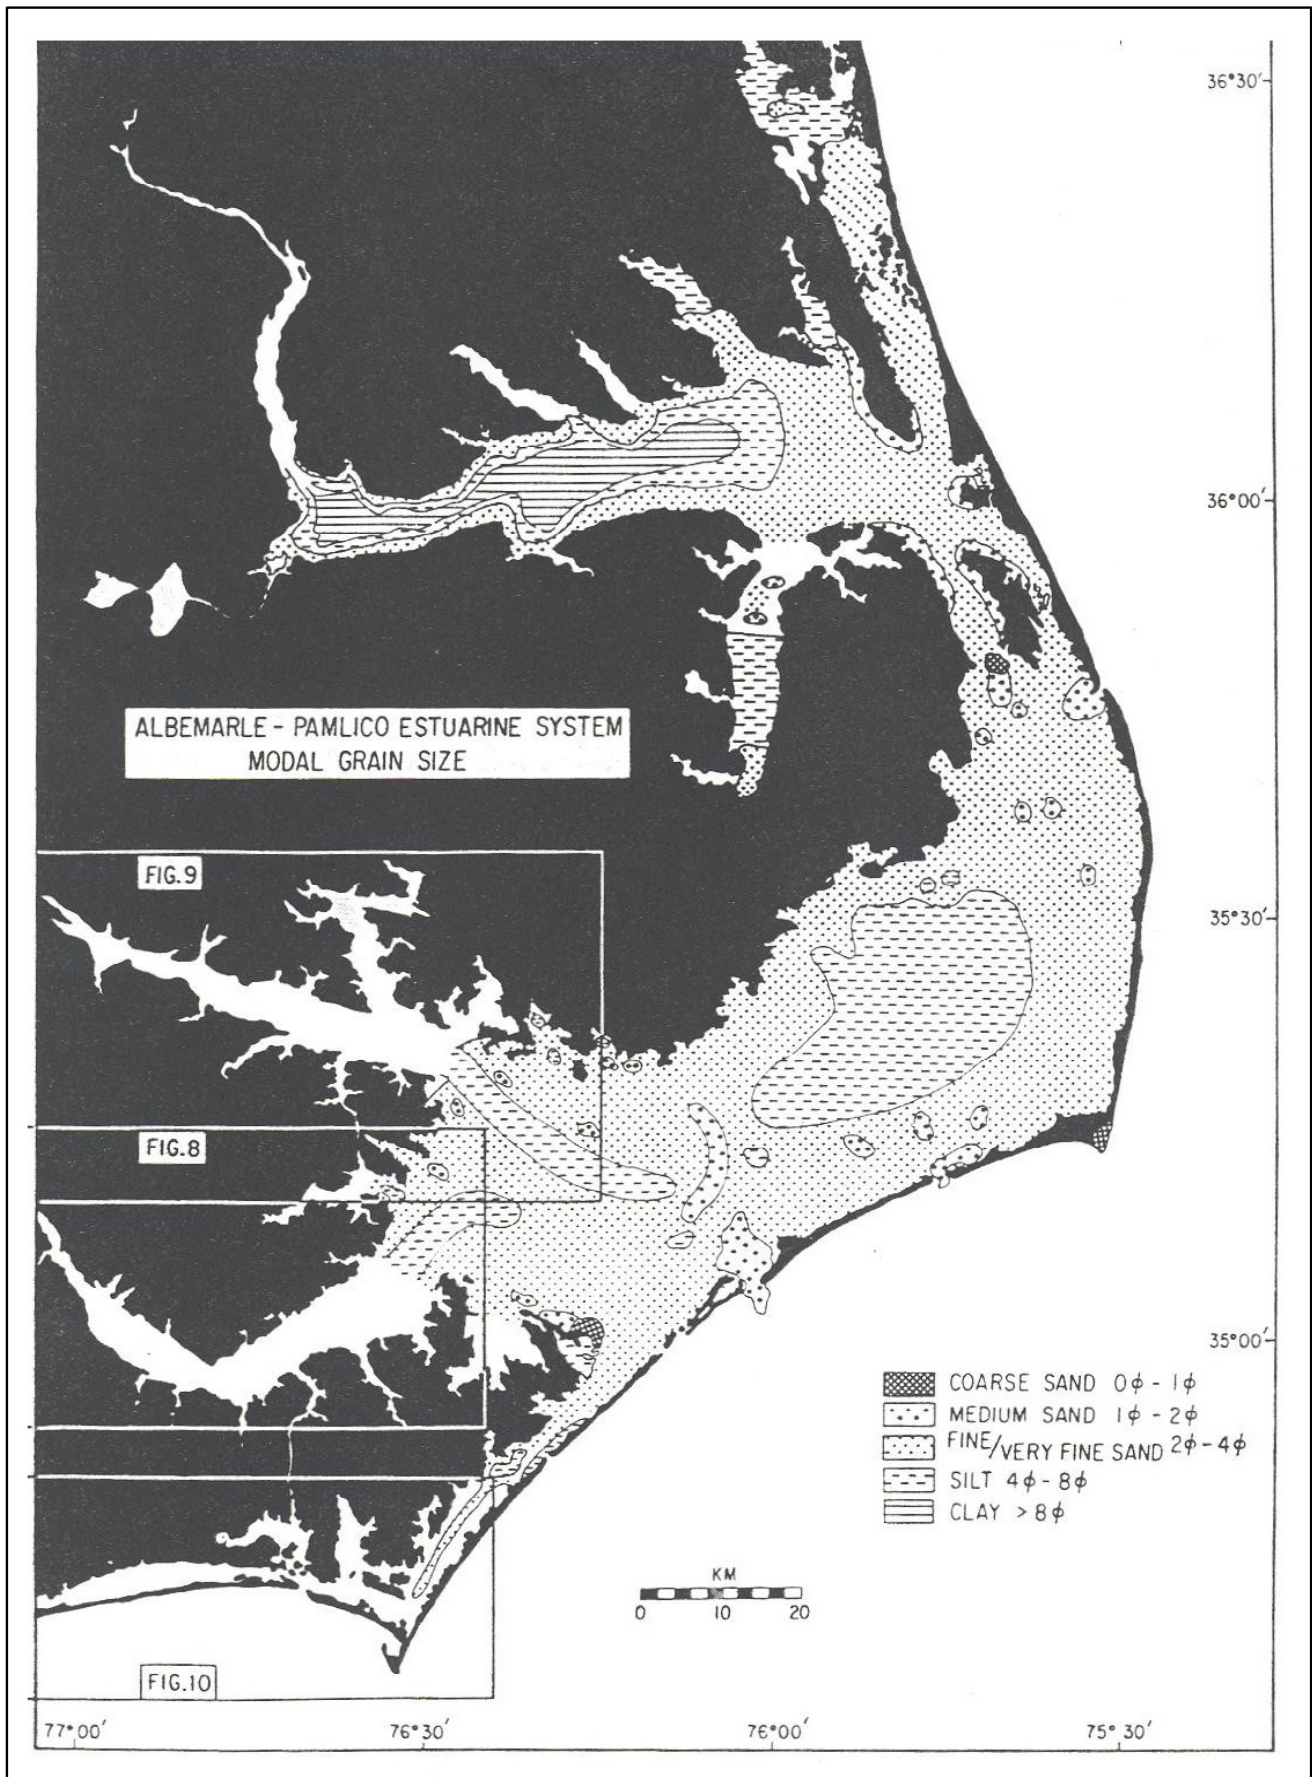 36°30′
36°00′
ALBEMARLE - PAMLICO ESTUARINE SYSTEM
MODAL GRAIN SIZE
FIG.9
35°30′
FIG.8
35°00′
COARSE SAND 0ϕ - 1ϕ
MEDIUM SAND 1ϕ - 2ϕ
FINE/VERY FINE SAND 2ϕ-4ϕ
SILT 4ϕ-8ϕ
CLAY >8ϕ
KM
0 10 20
FIG.10
77°00′ 76°30′ 76°00′ 75°30′